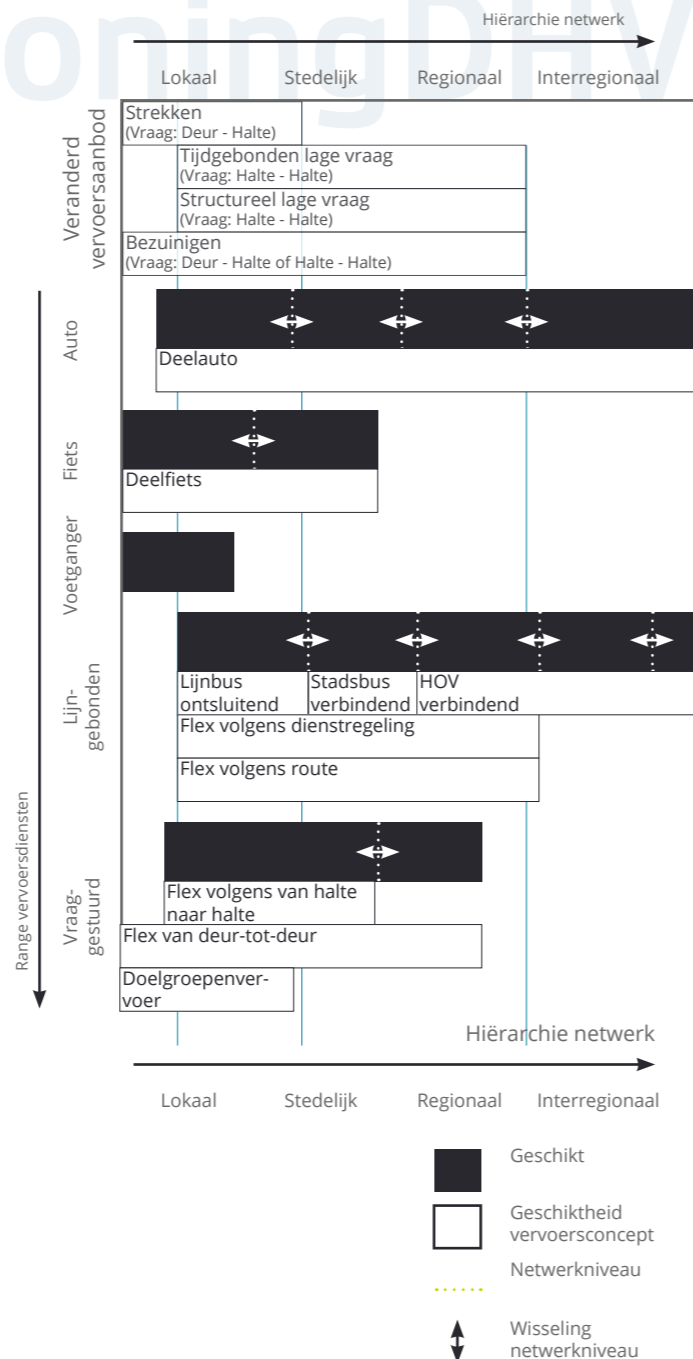 oningDHV
Hiërarchie netwerk
Lokaal Stedelijk Regionaal Interregionaal
Veranderd
vervoersaanbod
Strekken
(Vraag: Deur - Halte)
Tijdgebonden lage vraag
(Vraag: Halte - Halte)
Structureel lage vraag
(Vraag: Halte - Halte)
Bezuinigen
(Vraag: Deur - Halte of Halte - Halte)
Range vervoersdiensten
Auto
Deelauto
Fiets
Deelfiets
Voetganger
Lijn-
gebonden
Lijnbus
ontsluitend
Stadsbus
verbindend
HOV
verbindend
Flex volgens dienstregeling
Flex volgens route
Vraag-
gestuurd
Flex volgens van halte
naar halte
Flex van deur-tot-deur
Doelgroepenver-
voer
Hiërarchie netwerk
Lokaal Stedelijk Regionaal Interregionaal
Geschikt
Geschiktheid
vervoersconcept
Netwerkniveau
Wisseling
netwerkniveau